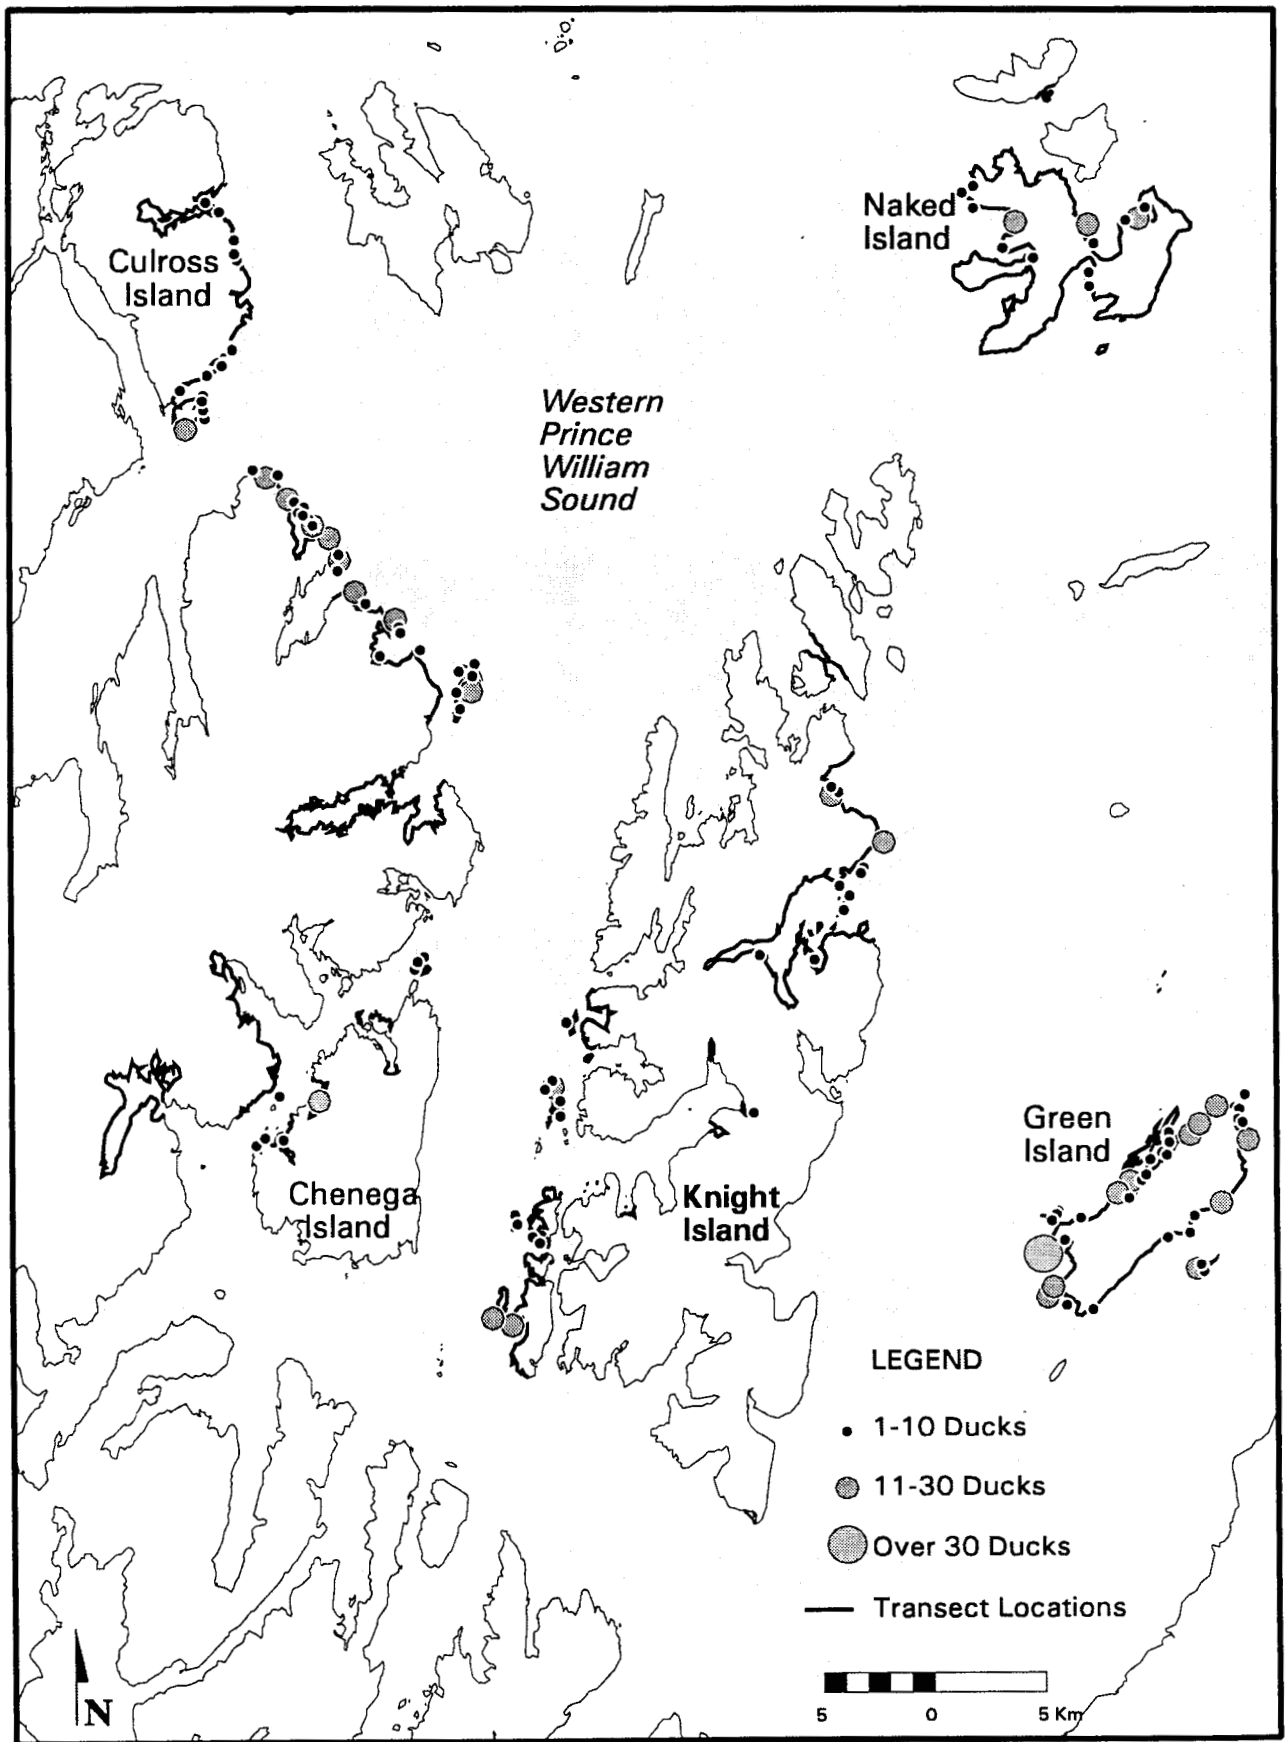 Naked
Island
Culross
Island
Western
Prince
William
Sound
Green
Island
Chenega
Island
Knight
Island
LEGEND
1-10 Ducks
11-30 Ducks
Over 30 Ducks
Transect Locations
N
5 0 5 Km